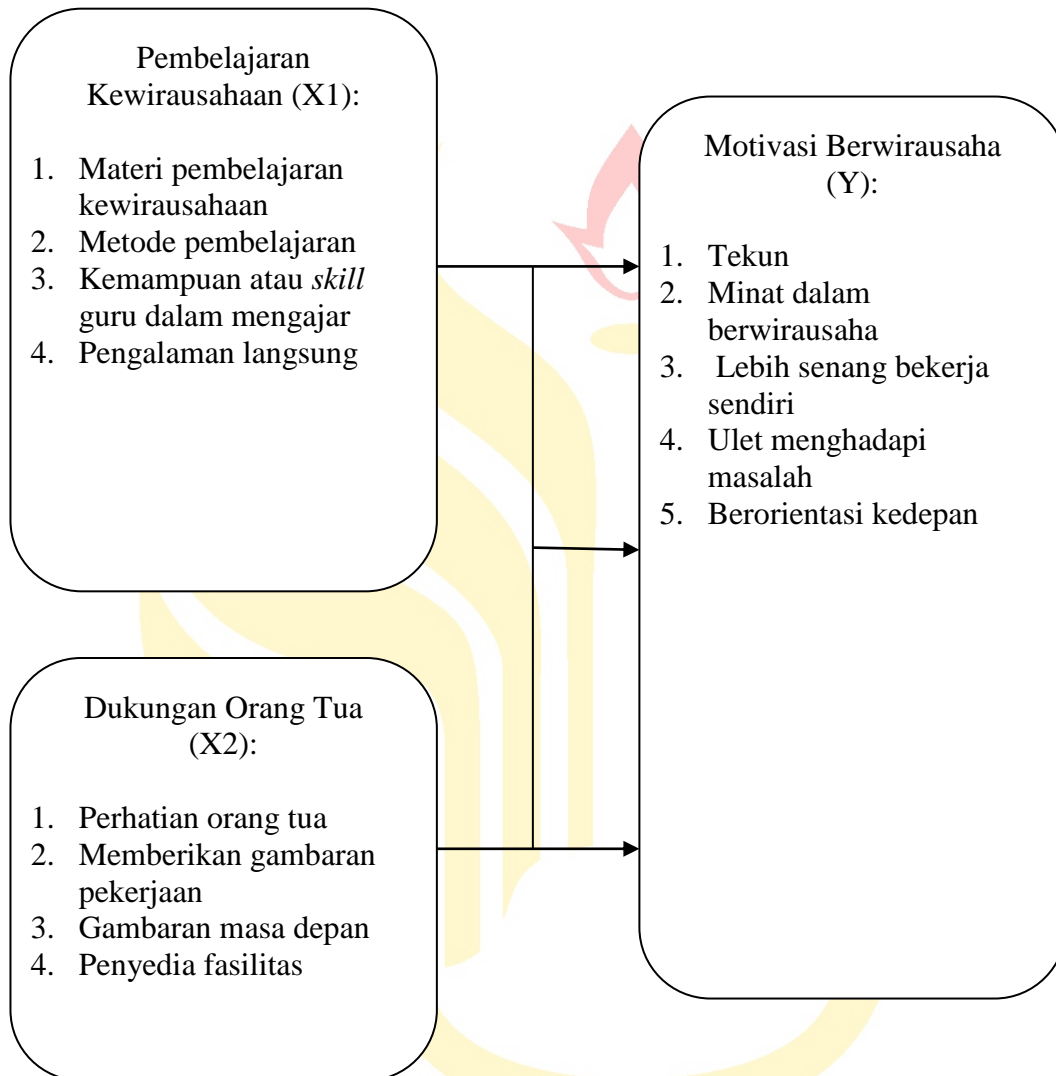 Pembelajaran
Kewirausahaan (X1):
1. Materi pembelajaran
kewirausahaan
2. Metode pembelajaran
3. Kemampuan atau skill
guru dalam mengajar
4. Pengalaman langsung
Motivasi Berwirausaha
(Y):
1. Tekun
2. Minat dalam
berwirausaha
3. Lebih senang bekerja
sendiri
4. Ulet menghadapi
masalah
5. Berorientasi kedepan
Dukungan Orang Tua
(X2):
1. Perhatian orang tua
2. Memberikan gambaran
pekerjaan
3. Gambaran masa depan
4. Penyedia fasilitas